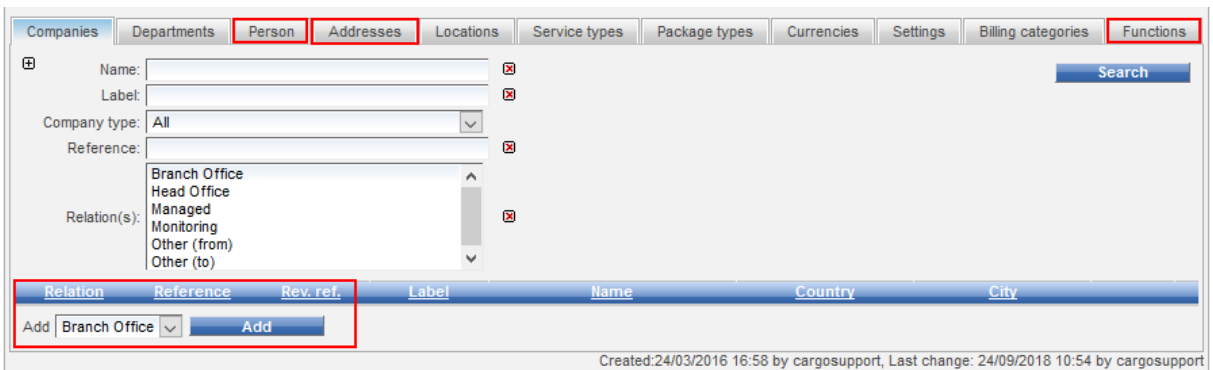 Companies Departments Person Addresses Locations Service types Package types Currencies Settings Billing categories Functions
Name:
Search
Label:
Company type: All
Reference:
Relation(s):
Branch Office
Head Office
Managed
Monitoring
Other (from)
Other (to)
Relation Reference Rev. ref. Label Name Country City
Add Branch Office Add
Created:24/03/2016 16:58 by cargosupport, Last change: 24/09/2018 10:54 by cargosupport